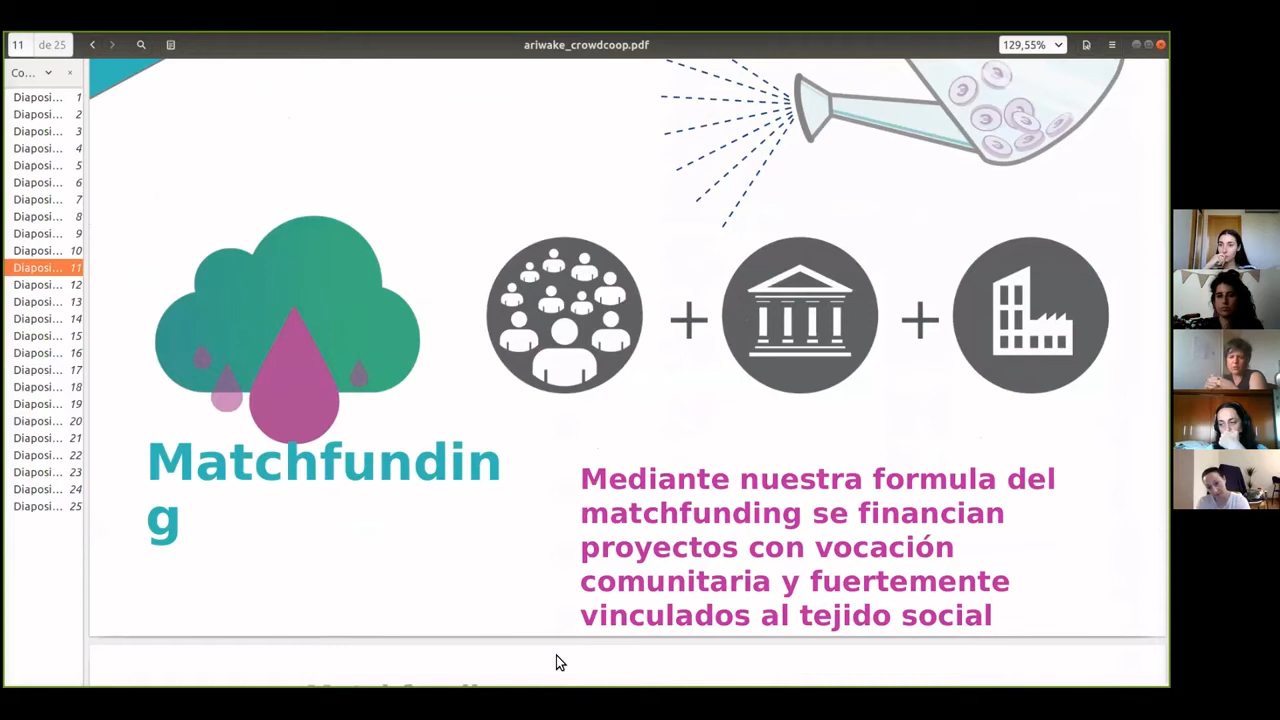 11 de 25
ariwake_crowdcoop.pdf
129,55%
Co...
Diaposi... 1
Diaposi... 2
Diaposi... 3
Diaposi... 4
Diaposi... 5
Diaposi... 6
Diaposi... 7
Diaposi... 8
Diaposi... 9
Diaposi... 10
Diaposi... 11
Diaposi... 12
Diaposi... 13
Diaposi... 14
Diaposi... 15
Diaposi... 16
Diaposi... 17
Diaposi... 18
Diaposi... 19
Diaposi... 20
Diaposi... 21
Diaposi... 22
Diaposi... 23
Diaposi... 24
Diaposi... 25
Matchfundin
g
Mediante nuestra formula del
matchfunding se financian
proyectos con vocación
comunitaria y fuertemente
vinculados al tejido social